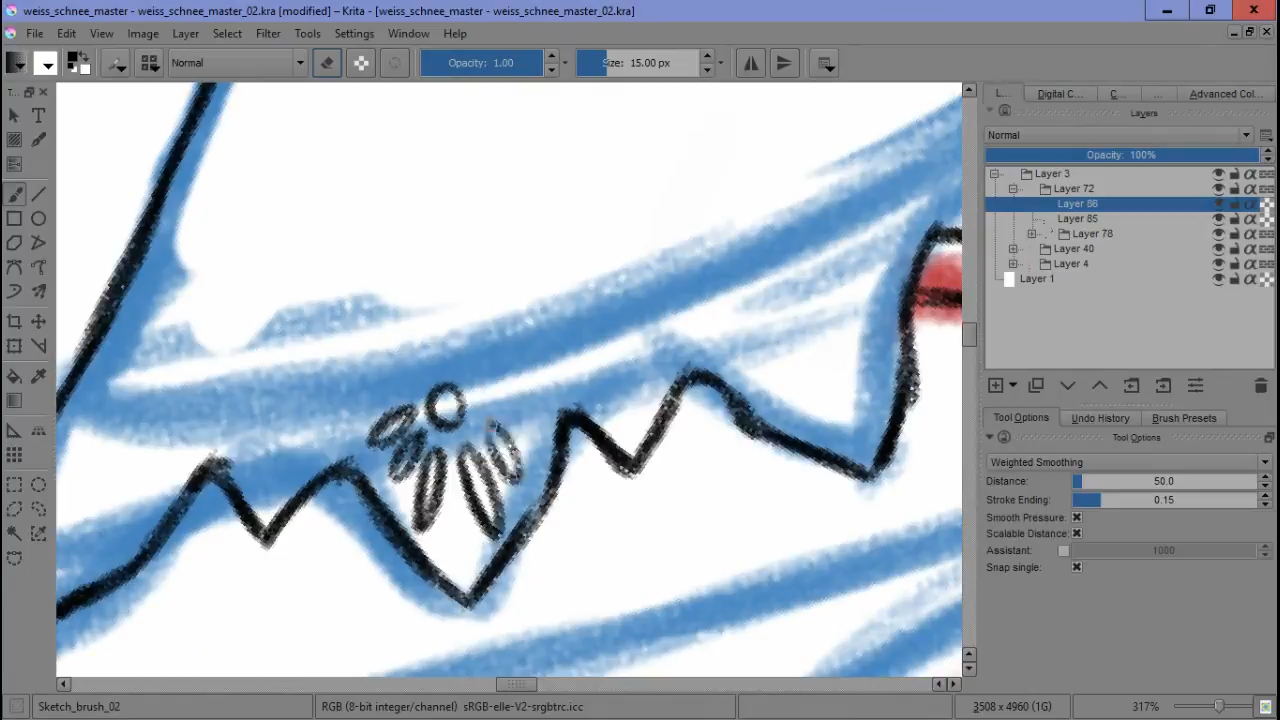 weiss_schnee_master - weiss_schnee_master_02.kra [modified] – Krita - [weiss_schnee_master - weiss_schnee_master_02.kra]
File Edit View Image Layer Select Filter Tools Settings Window Help
Normal Opacity: 1.00 Size: 15.00 px
T... L... Digital C... C... ... Advanced Col...
Layers
Normal
Opacity: 100%
Layer 3
Layer 72
Layer 86
Layer 85
Layer 78
Layer 40
Layer 4
Layer 1
Tool Options Undo History Brush Presets
Tool Options
Weighted Smoothing
Distance: 50.0
Stroke Ending: 0.15
Smooth Pressure:
Scalable Distance:
Assistant: 1000
Snap single:
Sketch_brush_02 RGB (8-bit integer/channel) sRGB-elle-V2-srgbtrc.icc 3508 x 4960 (1G) 317%